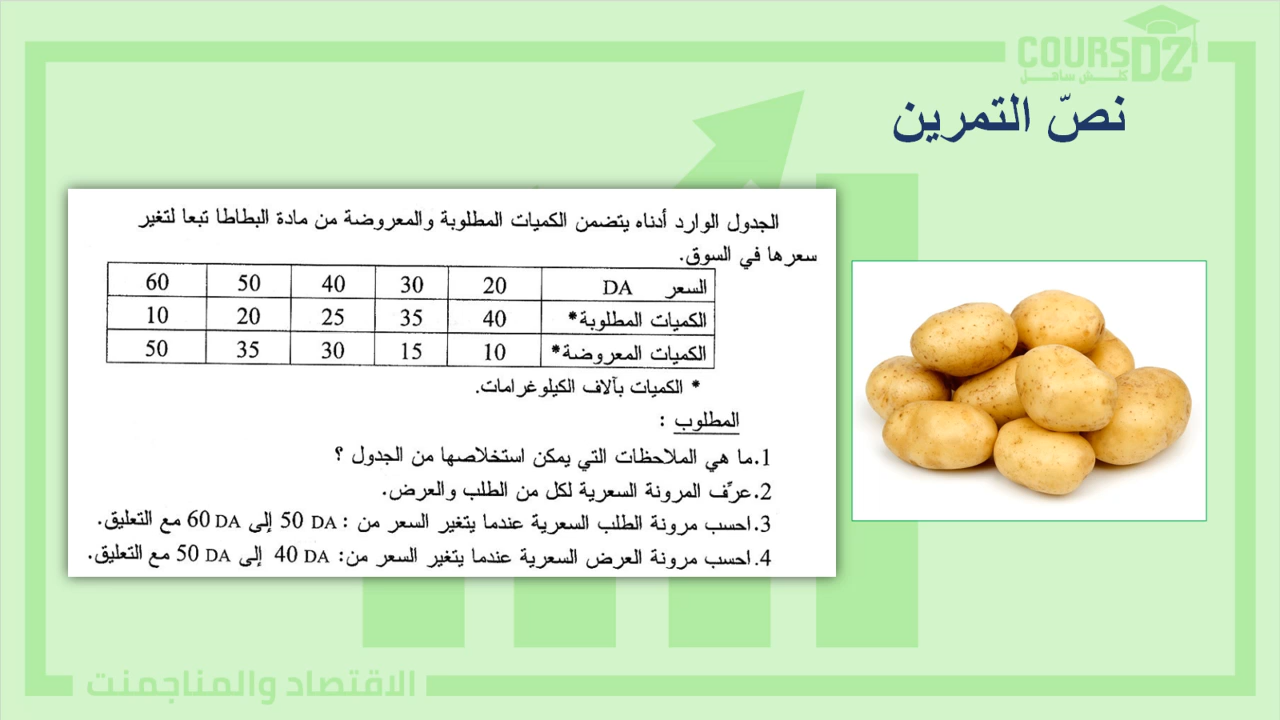 COURSDZ
كلش ساهل
نصّ التمرين
الجدول الوارد أدناه يتضمن الكميات المطلوبة والمعروضة من مادة البطاطا تبعا لتغير
سعرها في السوق.
السعر DA 20 30 40 50 60
الكميات المطلوبة* 40 35 25 20 10
الكميات المعروضة* 10 15 30 35 50
* الكميات بآلاف الكيلوغرامات.
المطلوب :
1.ما هي الملاحظات التي يمكن استخلاصها من الجدول ؟
2.عرِّف المرونة السعرية لكل من الطلب والعرض.
3.احسب مرونة الطلب السعرية عندما يتغير السعر من : 50 DA إلى 60 DA مع التعليق.
4.احسب مرونة العرض السعرية عندما يتغير السعر من: 40 DA إلى 50 DA مع التعليق.
الاقتصاد والمناجمنت